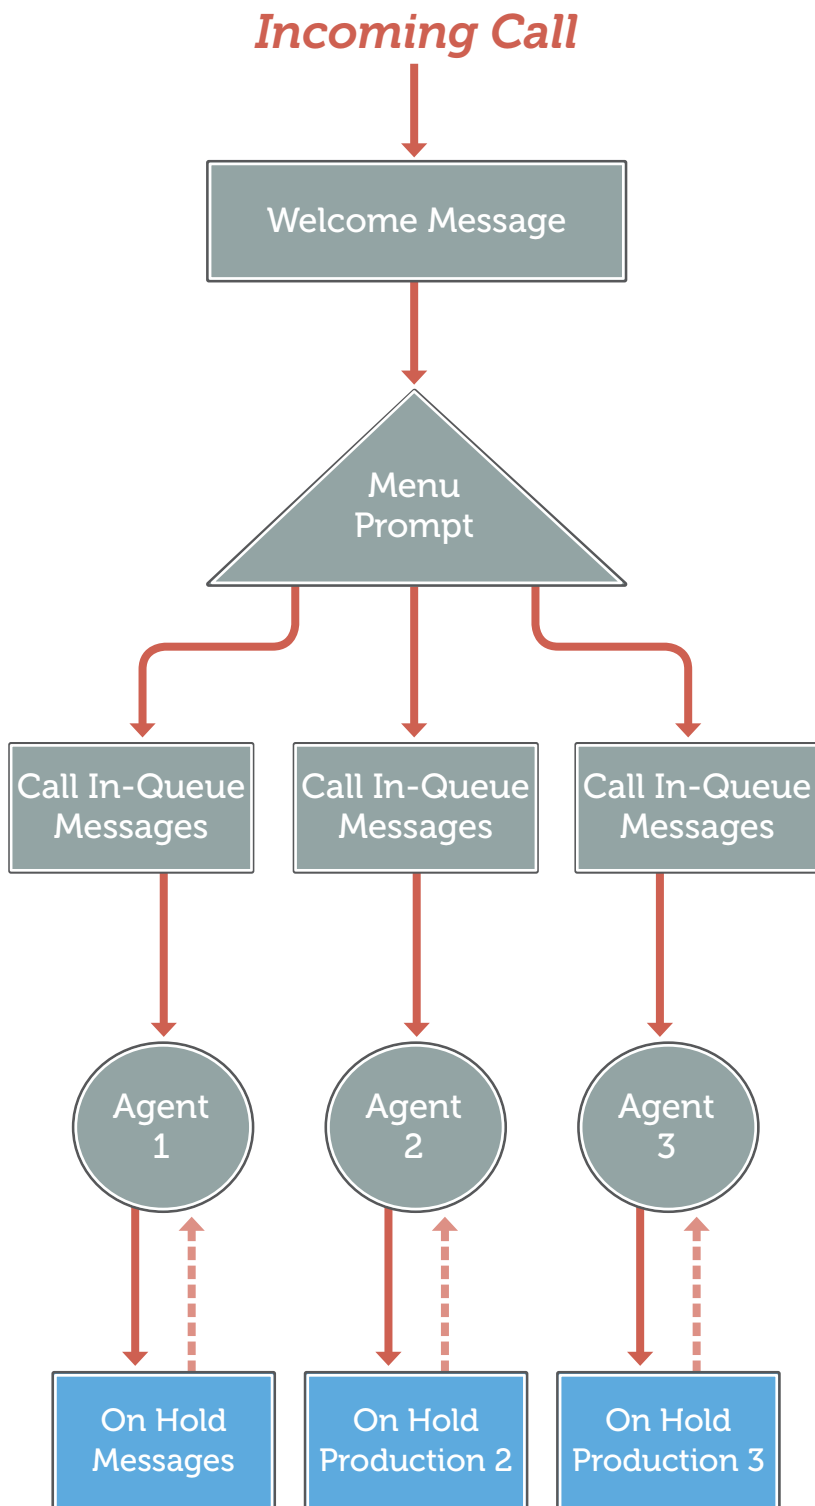 Incoming Call
Welcome Message
Menu
Prompt
Call In-Queue
Messages
Call In-Queue
Messages
Call In-Queue
Messages
Agent
1
Agent
2
Agent
3
On Hold
Messages
On Hold
Production 2
On Hold
Production 3